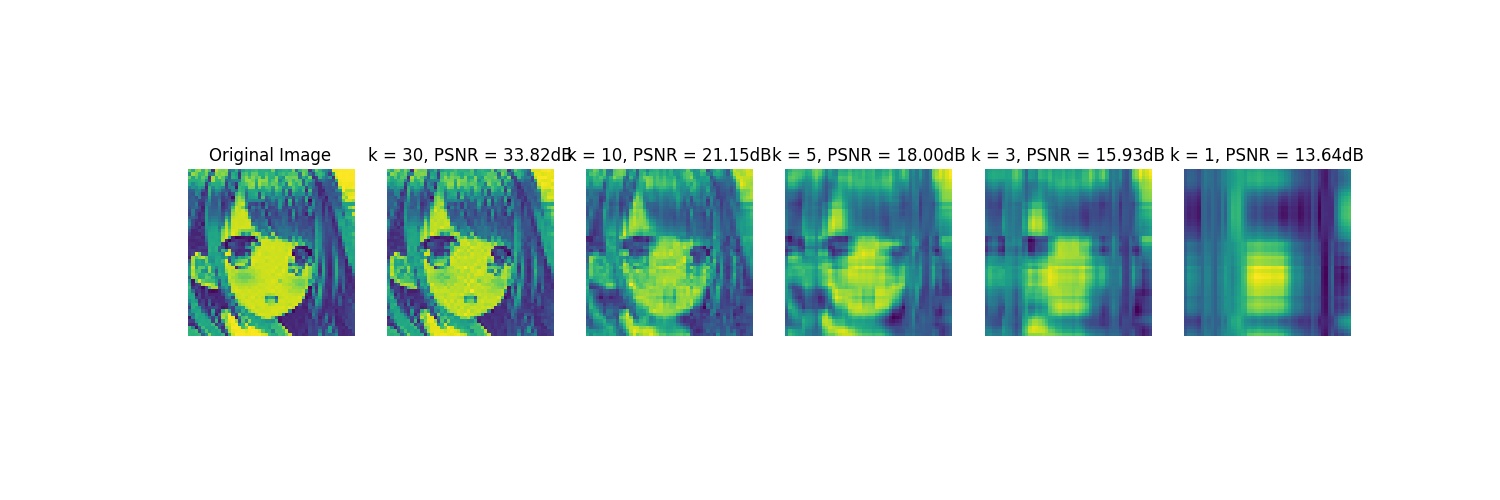 Original Image
k = 30, PSNR = 33.82dB
k = 10, PSNR = 21.15dB
k = 5, PSNR = 18.00dB
k = 3, PSNR = 15.93dB
k = 1, PSNR = 13.64dB